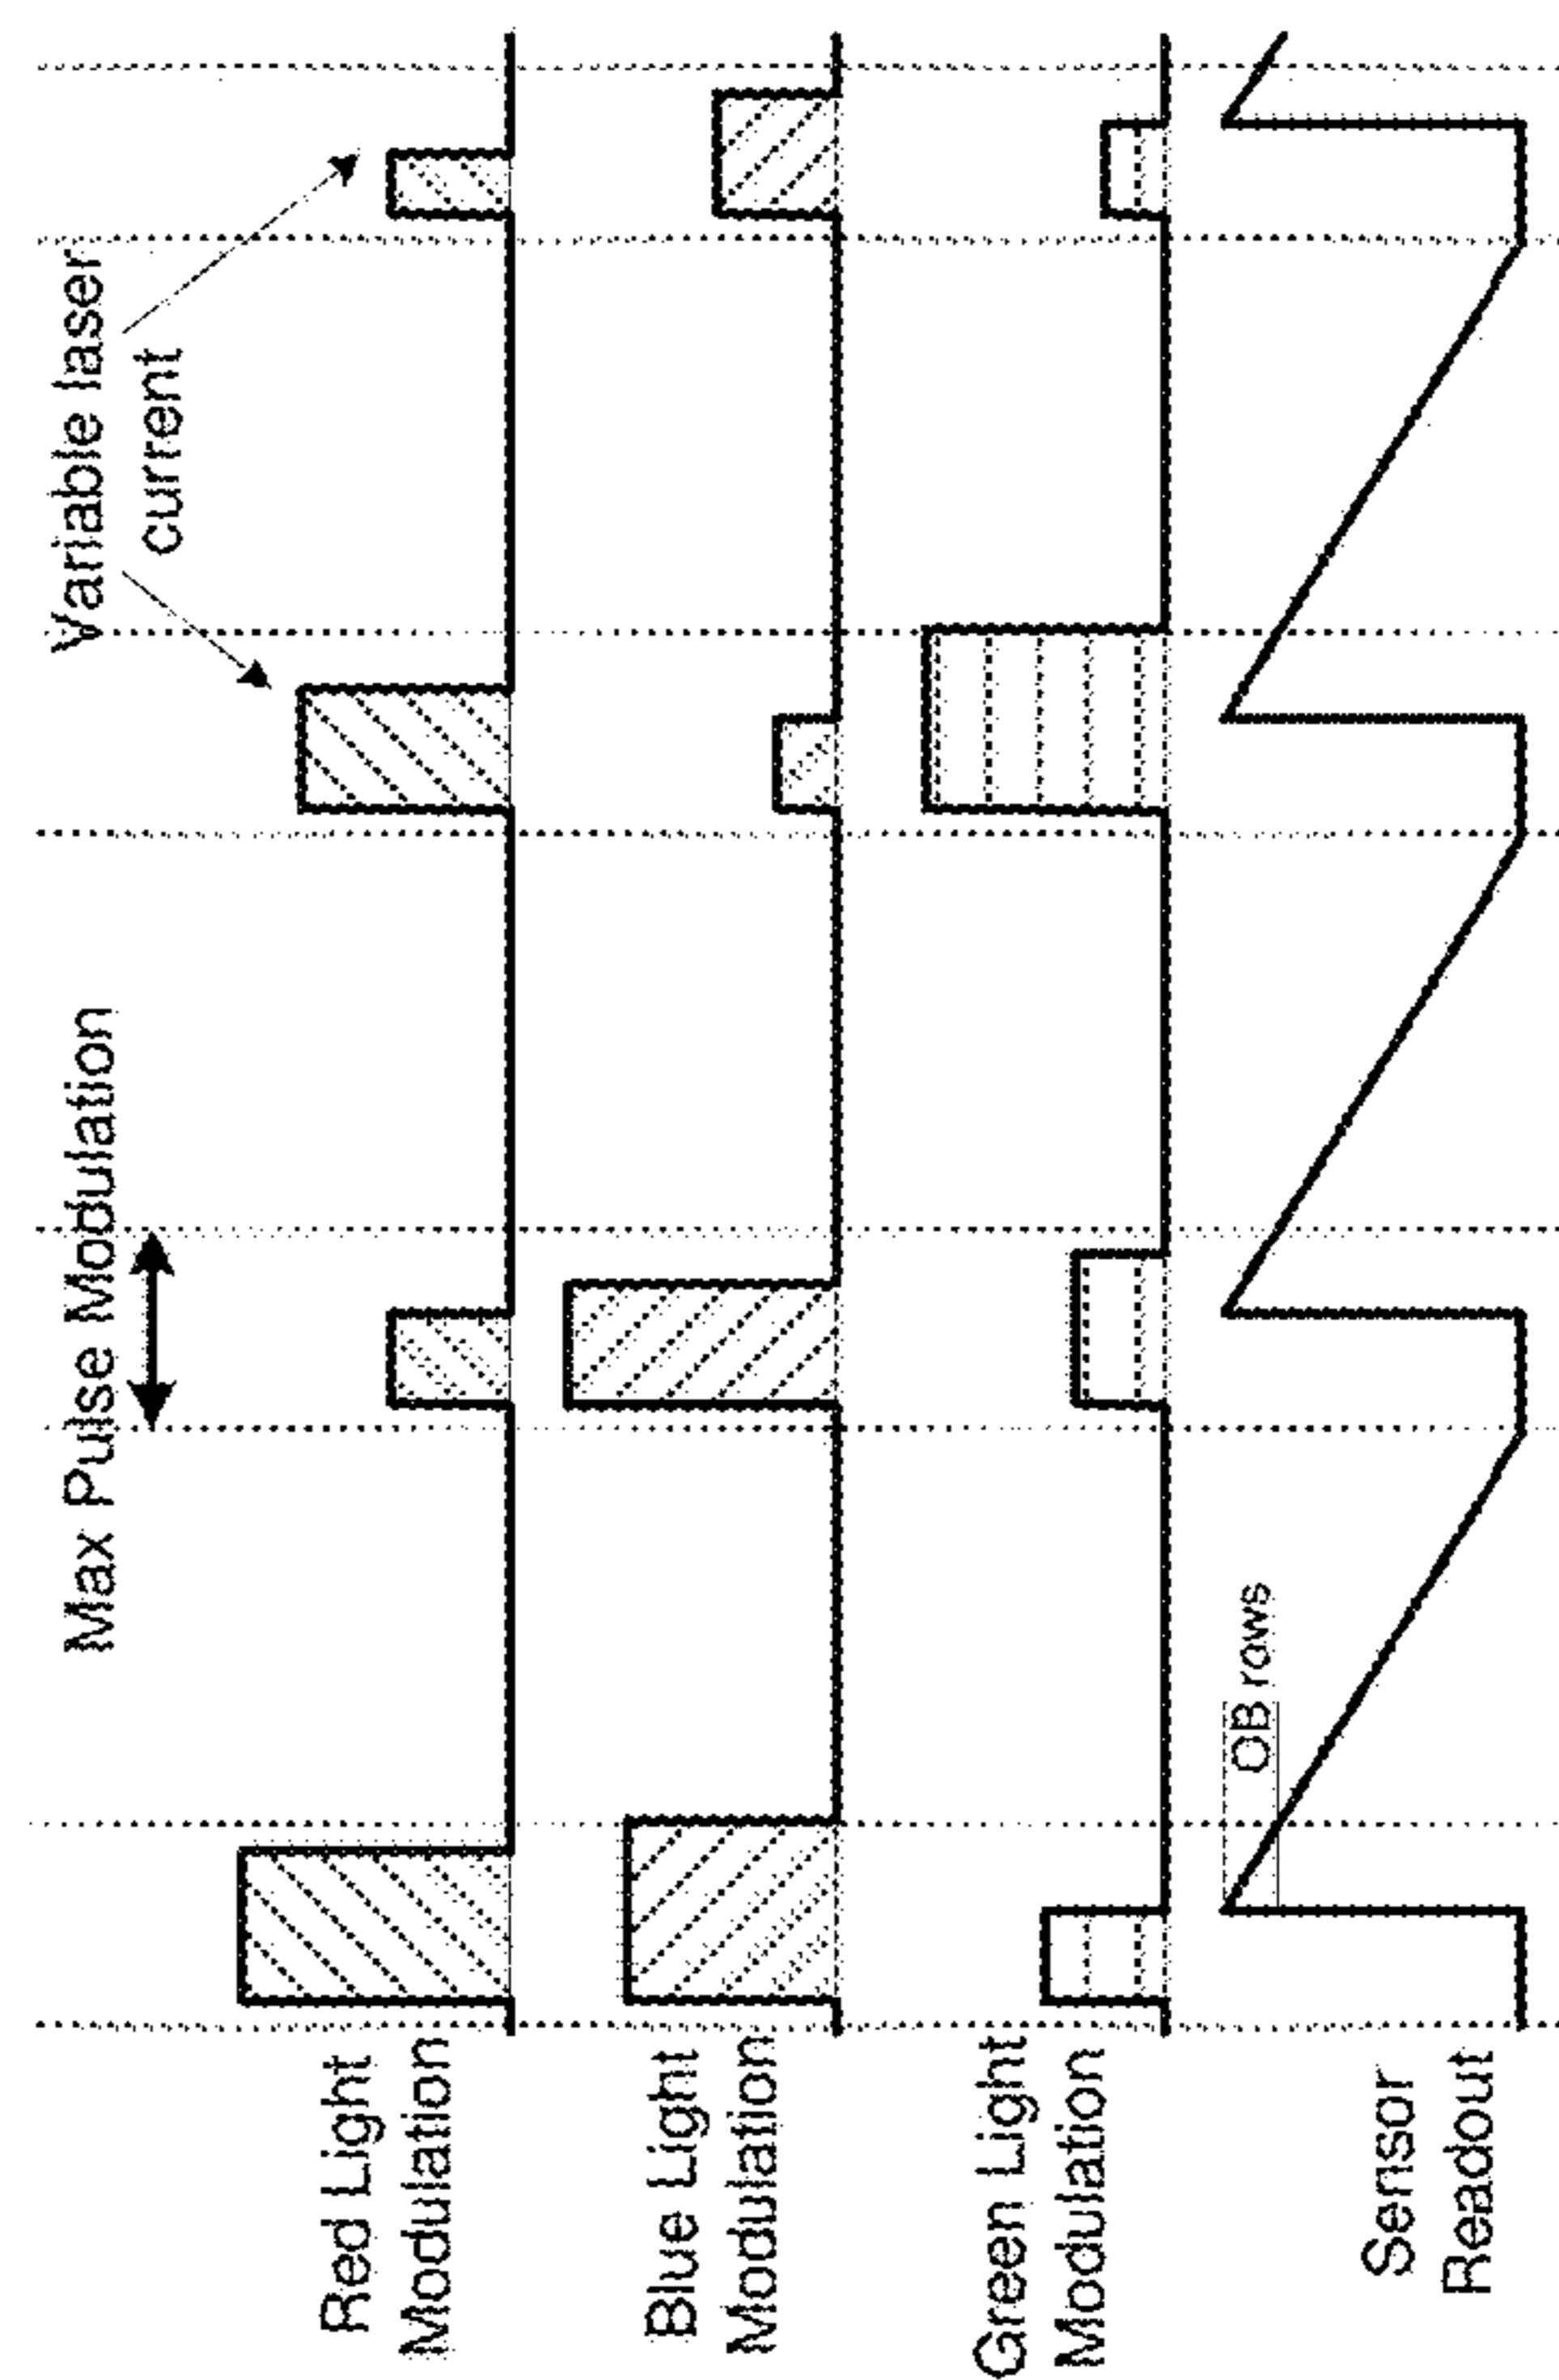 Max Pulse Modulation
Variable laser
current
Red Light
Modulation
Blue Light
Modulation
Green Light
Modulation
OB rows
Sensor
Readout